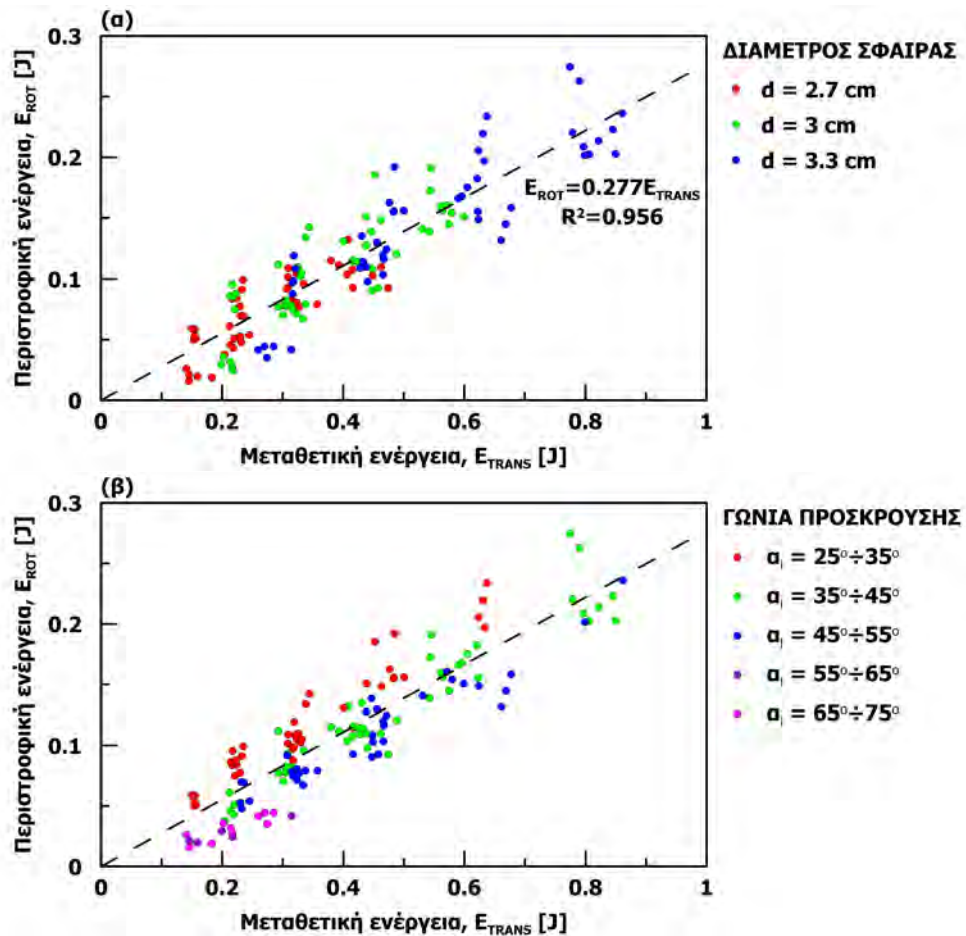 (α)
0.3
0.2
0.1
0
Περιστροφική ενέργεια, E_ROT [J]
0 0.2 0.4 0.6 0.8 1
Μεταθετική ενέργεια, E_TRANS [J]
E_ROT=0.277E_TRANS
R²=0.956
ΔΙΑΜΕΤΡΟΣ ΣΦΑΙΡΑΣ
d = 2.7 cm
d = 3 cm
d = 3.3 cm
(β)
0.3
0.2
0.1
0
Περιστροφική ενέργεια, E_ROT [J]
0 0.2 0.4 0.6 0.8 1
Μεταθετική ενέργεια, E_TRANS [J]
ΓΩΝΙΑ ΠΡΟΣΚΡΟΥΣΗΣ
α_i = 25°÷35°
α_i = 35°÷45°
α_i = 45°÷55°
α_i = 55°÷65°
α_i = 65°÷75°